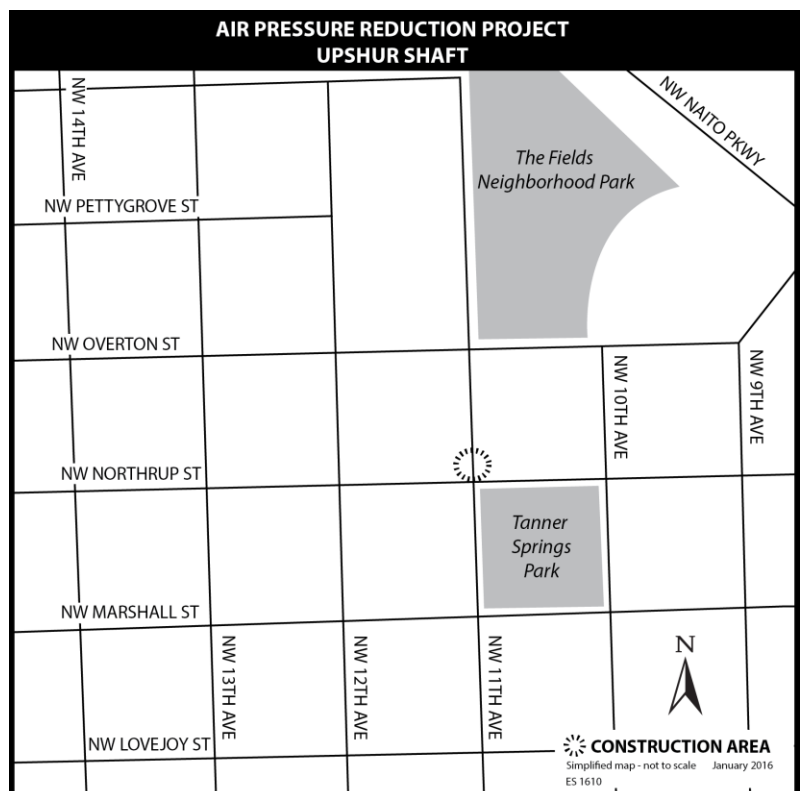 AIR PRESSURE REDUCTION PROJECT
UPSHUR SHAFT
NW 14TH AVE
NW NAITO PKWY
The Fields
Neighborhood Park
NW PETTYGROVE ST
NW OVERTON ST
NW 10TH AVE
NW 9TH AVE
NW NORTHRUP ST
Tanner
Springs
Park
NW MARSHALL ST
NW 13TH AVE
NW 12TH AVE
NW 11TH AVE
N
NW LOVEJOY ST
CONSTRUCTION AREA
Simplified map - not to scale January 2016
ES 1610